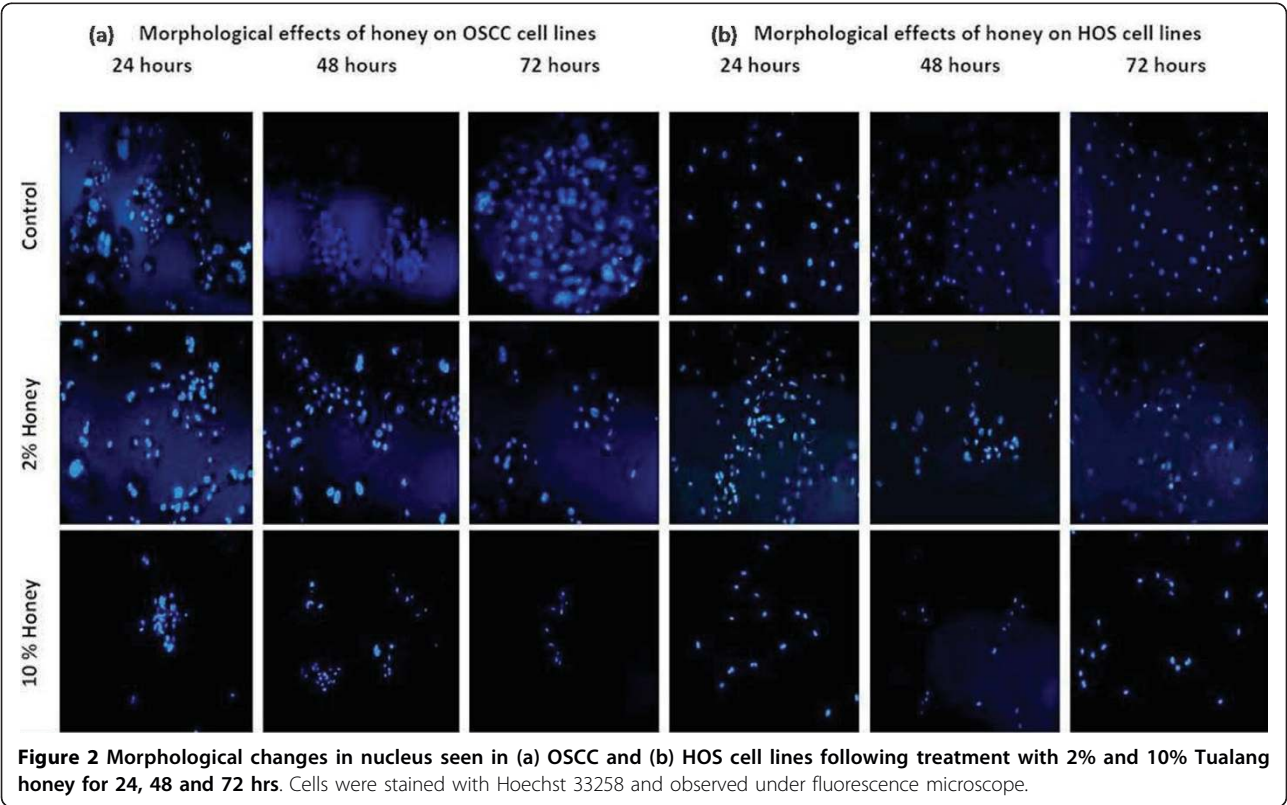 (a) Morphological effects of honey on OSCC cell lines
24 hours 48 hours 72 hours
(b) Morphological effects of honey on HOS cell lines
24 hours 48 hours 72 hours
Control
2% Honey
10 % Honey
Figure 2 Morphological changes in nucleus seen in (a) OSCC and (b) HOS cell lines following treatment with 2% and 10% Tualang
honey for 24, 48 and 72 hrs. Cells were stained with Hoechst 33258 and observed under fluorescence microscope.